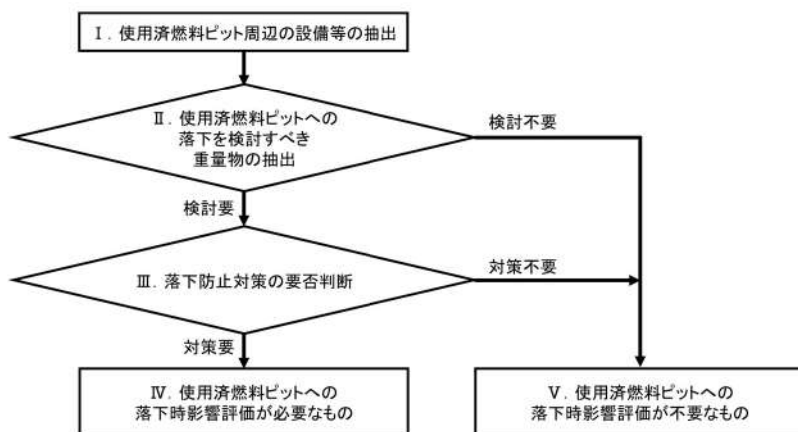 Ⅰ. 使用済燃料ピット周辺の設備等の抽出
Ⅱ. 使用済燃料ピットへの
落下を検討すべき
重量物の抽出
検討不要
検討要
Ⅲ. 落下防止対策の要否判断
対策不要
対策要
Ⅳ. 使用済燃料ピットへの
落下時影響評価が必要なもの
Ⅴ. 使用済燃料ピットへの
落下時影響評価が不要なもの